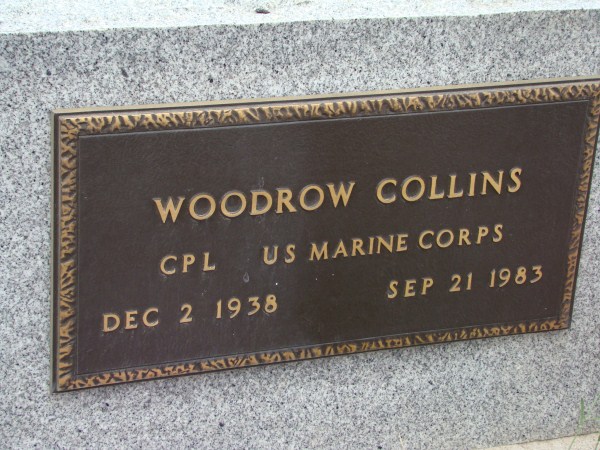 WOODROW COLLINS
CPL US MARINE CORPS
DEC 2 1938 SEP 21 1983